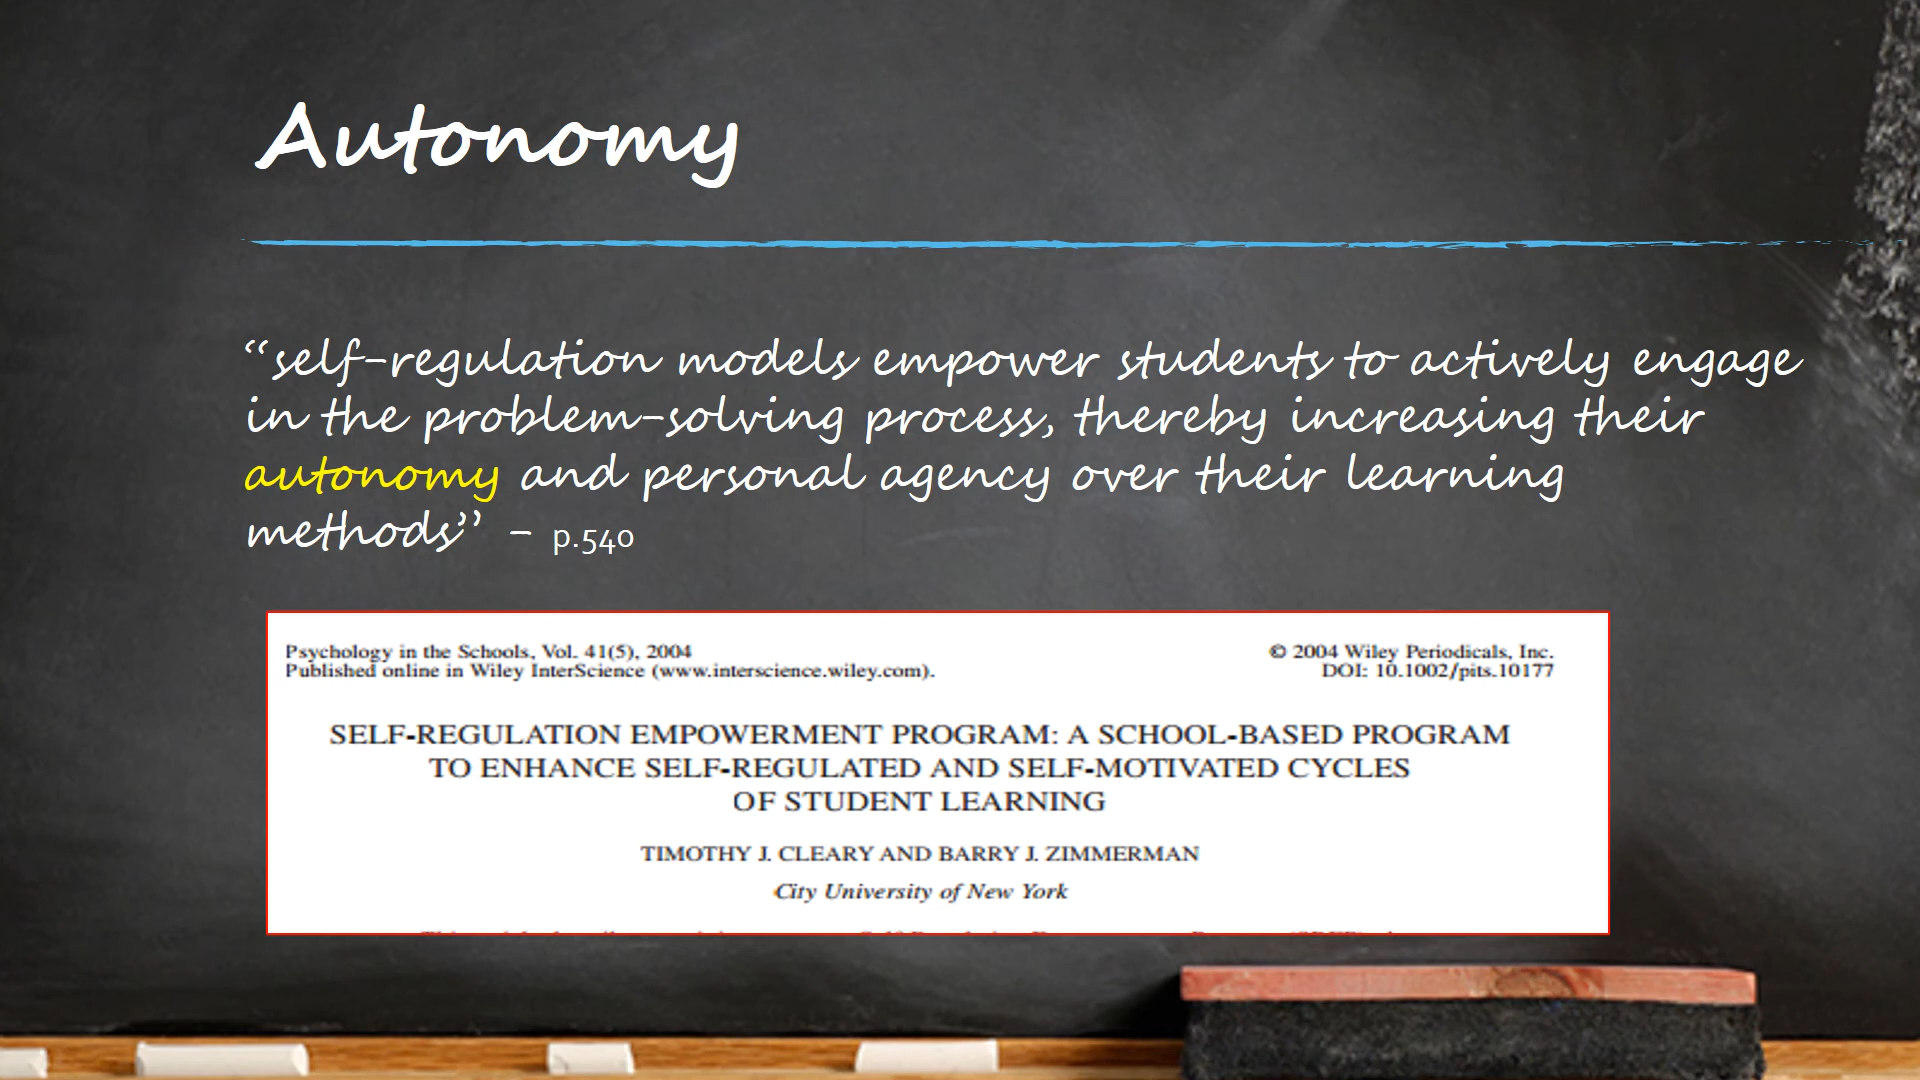 Autonomy
“self-regulation models empower students to actively engage
in the problem-solving process, thereby increasing their
autonomy and personal agency over their learning
methods” – p.540
Psychology in the Schools, Vol. 41(5), 2004
© 2004 Wiley Periodicals, Inc.
Published online in Wiley InterScience (www.interscience.wiley.com).
DOI: 10.1002/pits.10177
SELF-REGULATION EMPOWERMENT PROGRAM: A SCHOOL-BASED PROGRAM
TO ENHANCE SELF-REGULATED AND SELF-MOTIVATED CYCLES
OF STUDENT LEARNING
TIMOTHY J. CLEARY AND BARRY J. ZIMMERMAN
City University of New York